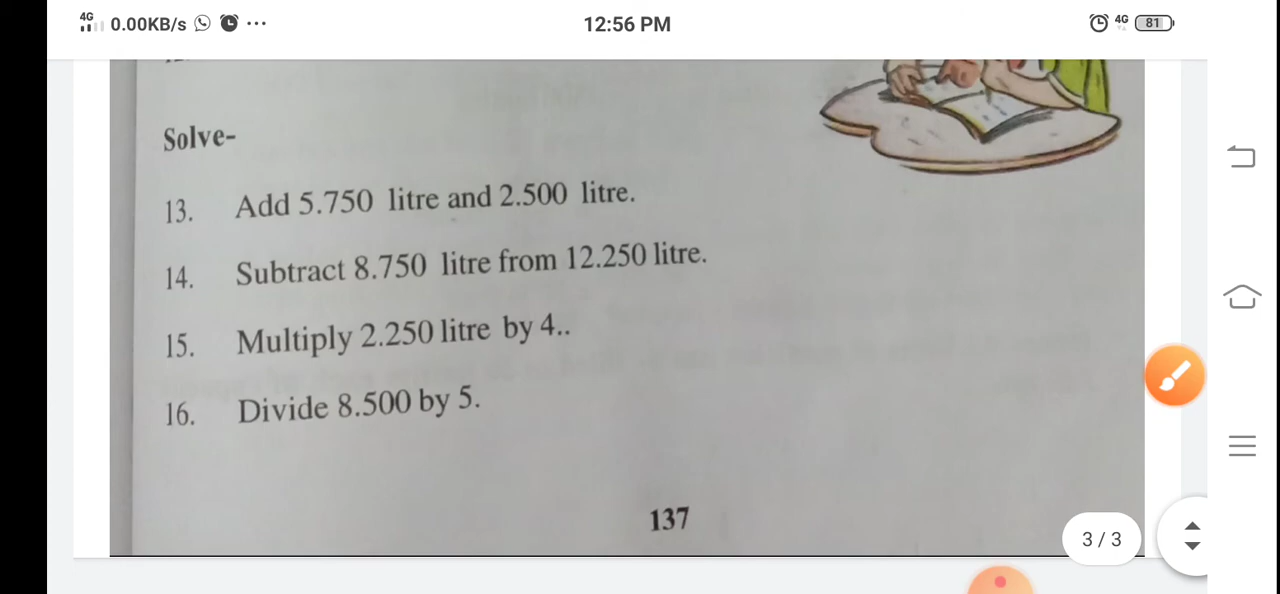 4G 0.00KB/s ... 12:56 PM 4G 81
Solve-
13. Add 5.750 litre and 2.500 litre.
14. Subtract 8.750 litre from 12.250 litre.
15. Multiply 2.250 litre by 4..
16. Divide 8.500 by 5.
137
3 / 3